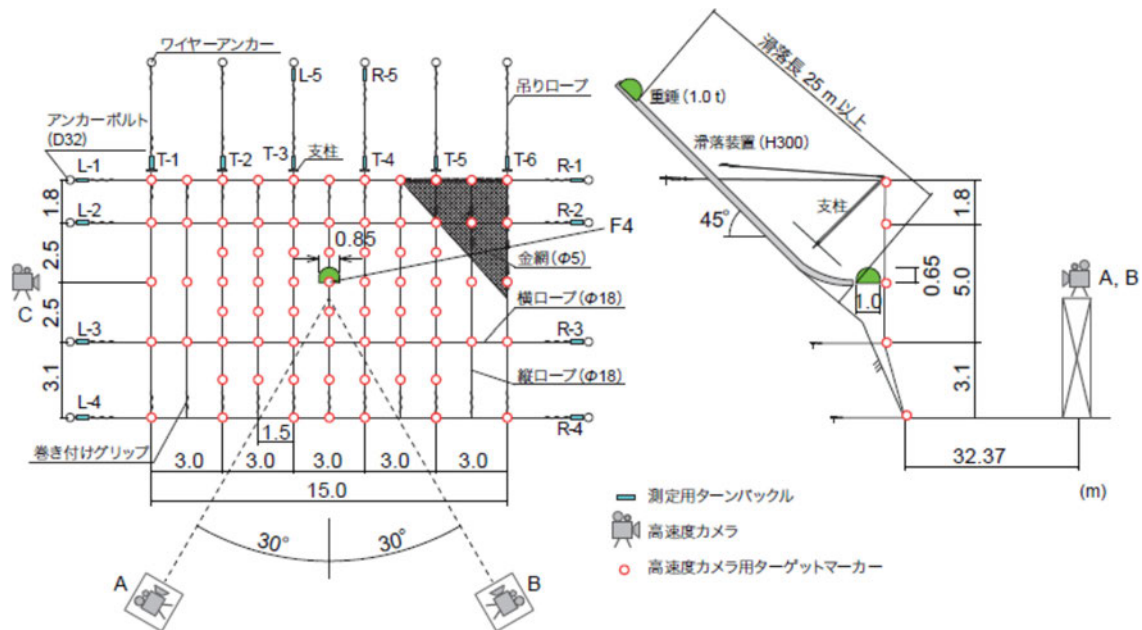 ワイヤーアンカー
L-5
R-5
吊りロープ
アンカーボルト
(D32)
T-1
T-2
T-3
支柱
T-4
T-5
T-6
L-1
R-1
1.8
L-2
R-2
2.5
0.85
F4
金網(Φ5)
C
2.5
横ロープ(Φ18)
L-3
R-3
3.1
縦ロープ(Φ18)
L-4
R-4
巻き付けグリップ
1.5
3.0
3.0
3.0
3.0
3.0
15.0
30°
30°
A
B
滑落長 25 m 以上
重錘(1.0 t)
滑落装置(H300)
支柱
45°
1.8
0.65
5.0
1.0
A, B
3.1
32.37
(m)
測定用ターンバックル
高速度カメラ
高速度カメラ用ターゲットマーカー